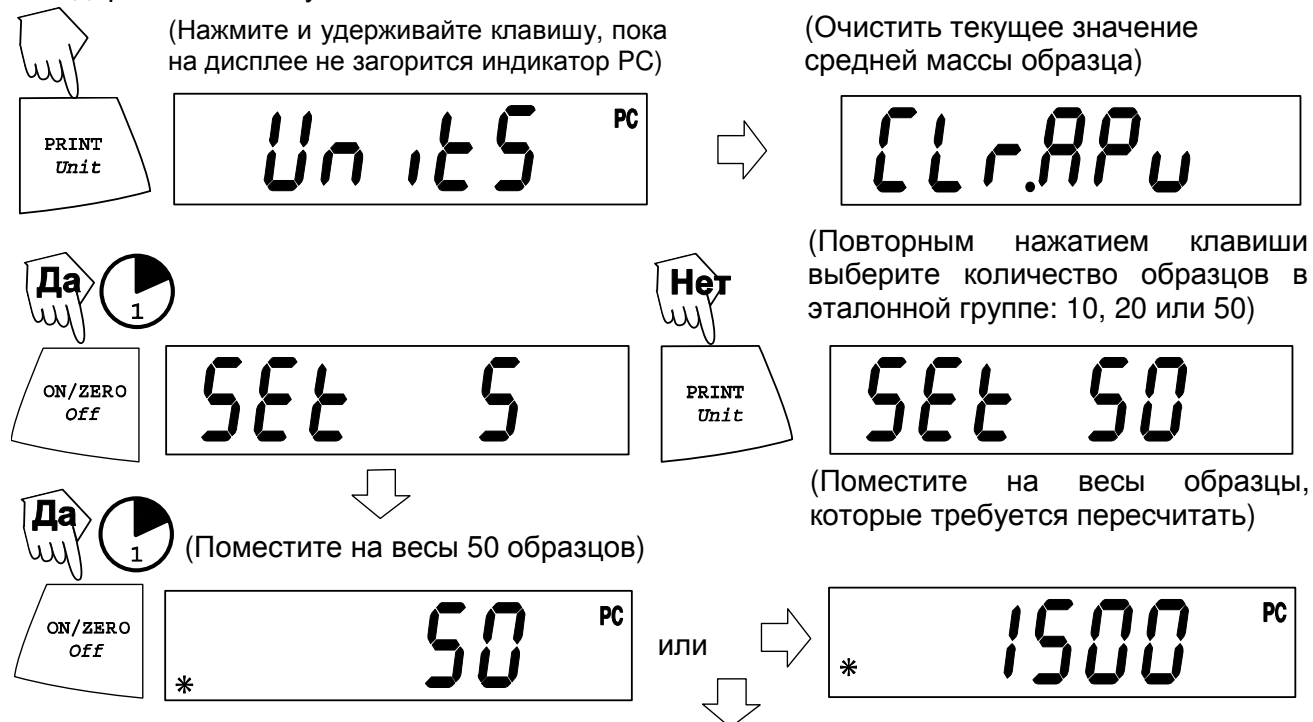 (Нажмите и удерживайте клавишу, пока
на дисплее не загорится индикатор PC)
(Очистить текущее значение
средней массы образца)
PRINT
Unit
UnitS PC
CLr.APu
(Повторным нажатием клавиши
выберите количество образцов в
эталонной группе: 10, 20 или 50)
Да
1
ON/ZERO
Off
SEt 5
Нет
PRINT
Unit
SEt 50
(Поместите на весы образцы,
которые требуется пересчитать)
Да
1
(Поместите на весы 50 образцов)
ON/ZERO
Off
* 50 PC
или
* 1500 PC